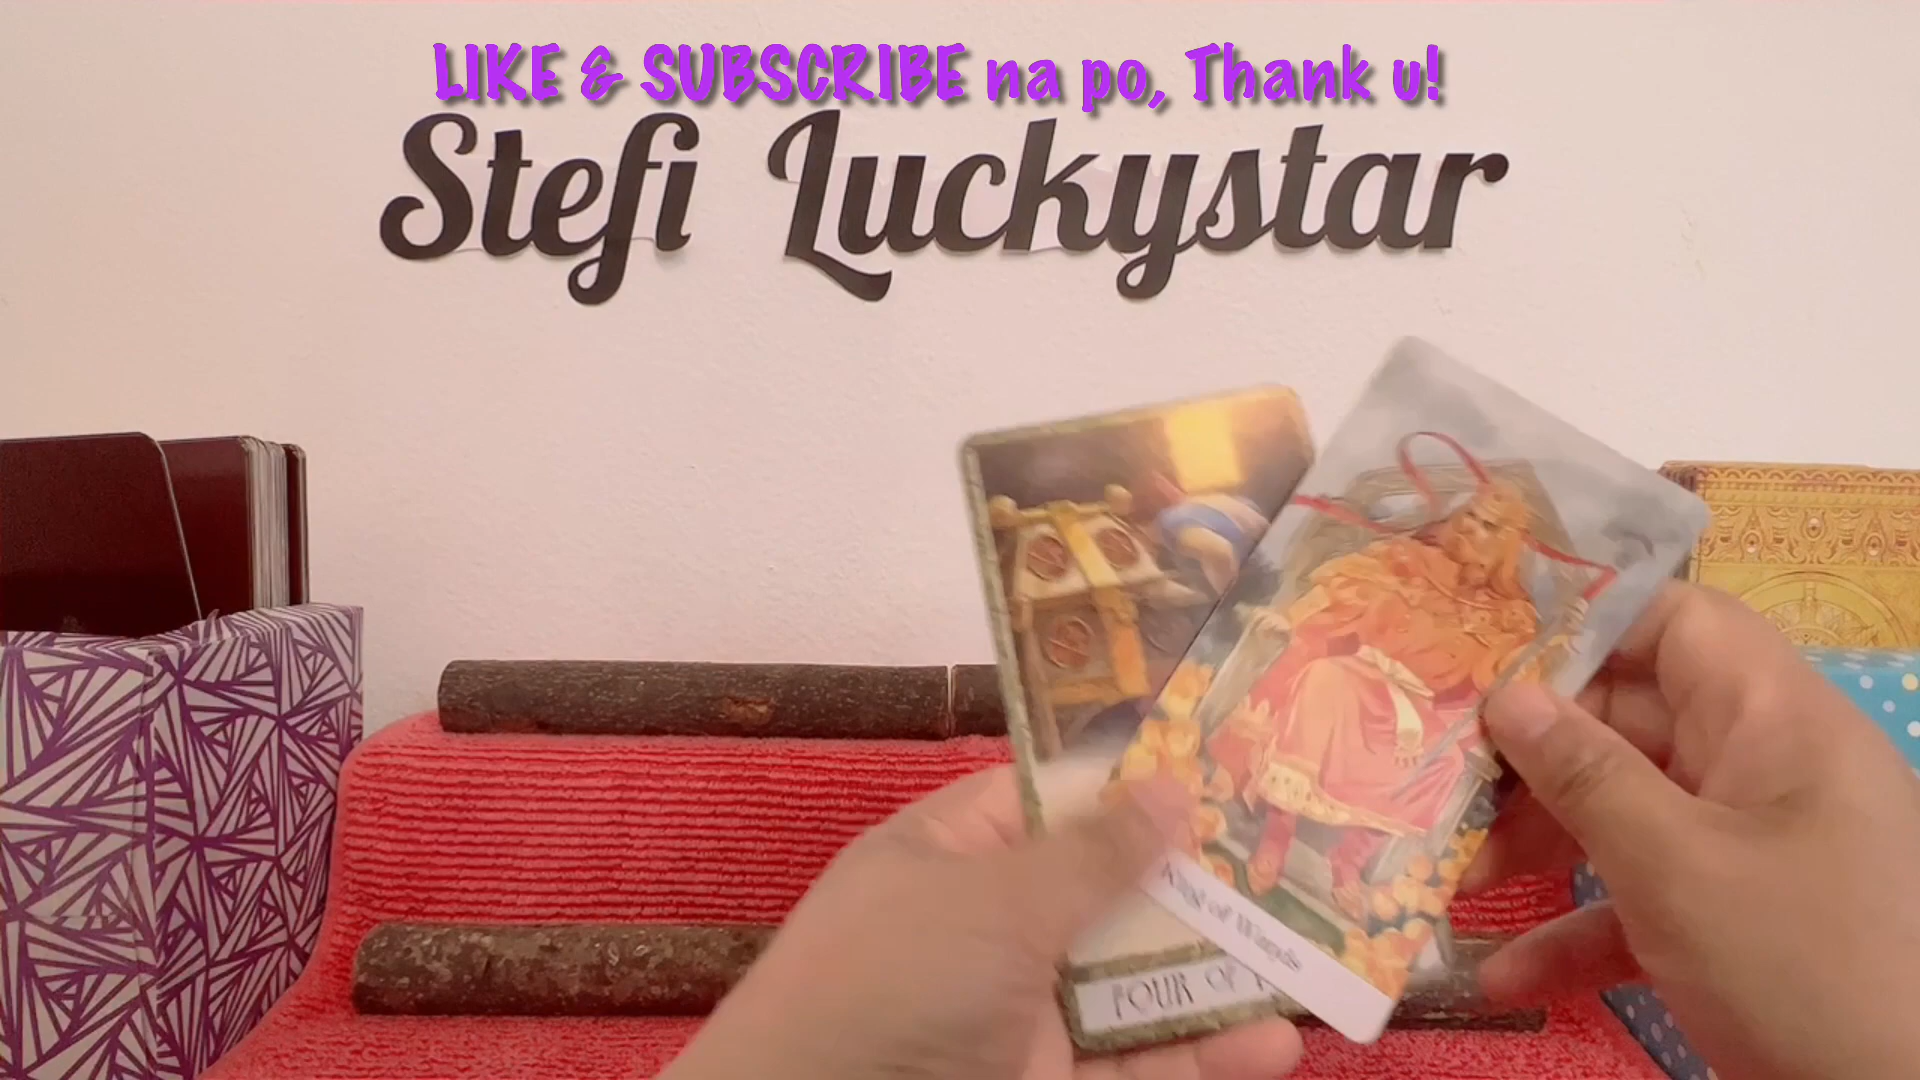 LIKE & SUBSCRIBE na po, Thank u!
Stefi Luckystar
King of Wands
FOUR OF